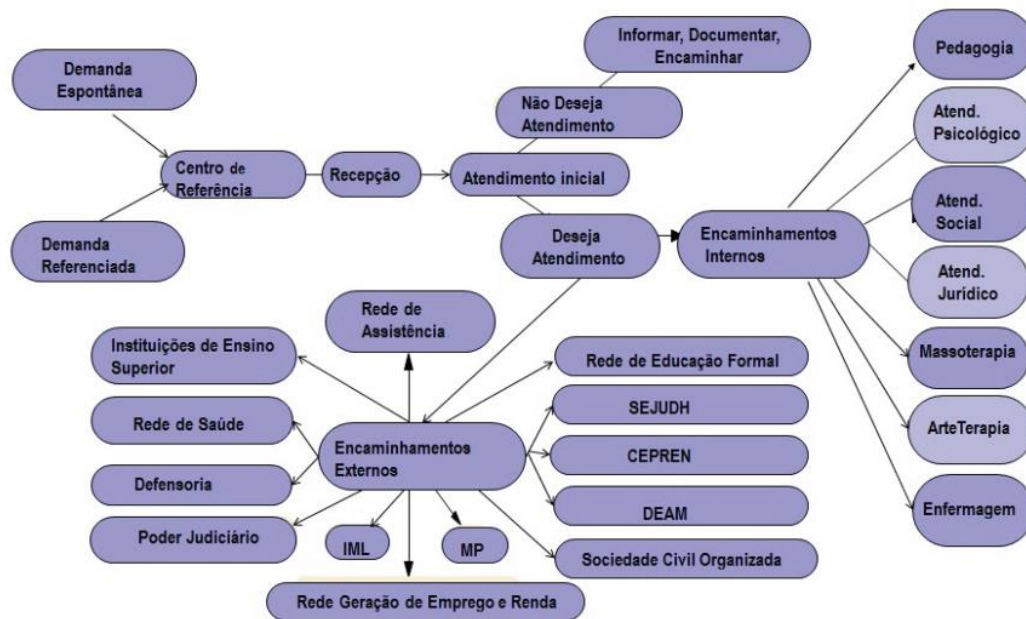 Demanda
Espontânea
Demanda
Referenciada
Centro de
Referência
Recepção
Atendimento inicial
Informar, Documentar,
Encaminhar
Não Deseja
Atendimento
Deseja
Atendimento
Encaminhamentos
Internos
Pedagogia
Atend.
Psicológico
Atend.
Social
Atend.
Jurídico
Massoterapia
ArteTerapia
Enfermagem
Rede de
Assistência
Instituições de Ensino
Superior
Rede de Saúde
Defensoria
Poder Judiciário
Encaminhamentos
Externos
Rede de Educação Formal
SEJUDH
CEPREN
DEAM
Sociedade Civil Organizada
IML
MP
Rede Geração de Emprego e Renda